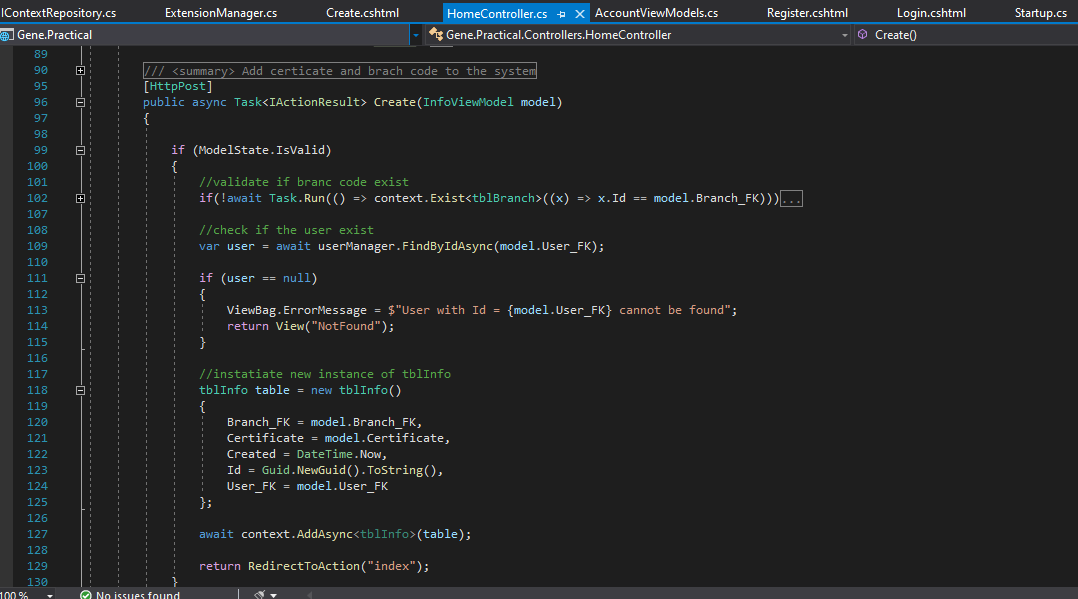 IContextRepository.cs ExtensionManager.cs Create.cshtml HomeController.cs AccountViewModels.cs Register.cshtml Login.cshtml Startup.cs
Gene.Practical Gene.Practical.Controllers.HomeController Create()
89
90 /// <summary> Add certicate and brach code to the system
95 [HttpPost]
96 public async Task<IActionResult> Create(InfoViewModel model)
97 {
98
99 if (ModelState.IsValid)
100 {
101 //validate if branc code exist
102 if(!await Task.Run(() => context.Exist<tblBranch>((x) => x.Id == model.Branch_FK)))...
107
108 //check if the user exist
109 var user = await userManager.FindByIdAsync(model.User_FK);
110
111 if (user == null)
112 {
113 ViewBag.ErrorMessage = $"User with Id = {model.User_FK} cannot be found";
114 return View("NotFound");
115 }
116
117 //instatiate new instance of tblInfo
118 tblInfo table = new tblInfo()
119 {
120 Branch_FK = model.Branch_FK,
121 Certificate = model.Certificate,
122 Created = DateTime.Now,
123 Id = Guid.NewGuid().ToString(),
124 User_FK = model.User_FK
125 };
126
127 await context.AddAsync<tblInfo>(table);
128
129 return RedirectToAction("index");
130 }
100 % No issues found